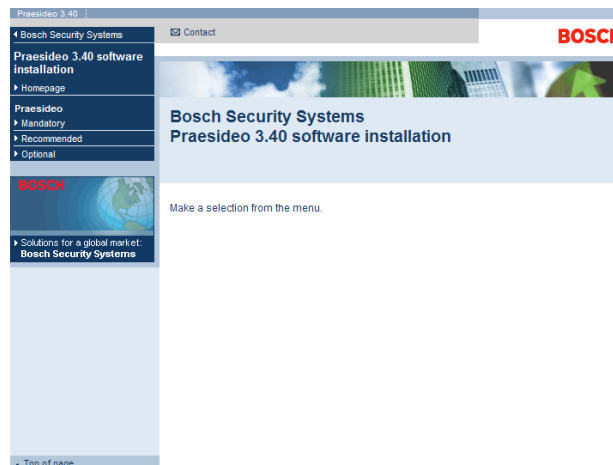 Praesideo 3.40
Bosch Security Systems
Contact
Praesideo 3.40 software
installation
Homepage
Praesideo
Mandatory
Recommended
Optional
BOSCH
Solutions for a global market:
Bosch Security Systems
Top of page
BOSCH
Bosch Security Systems
Praesideo 3.40 software installation
Make a selection from the menu.